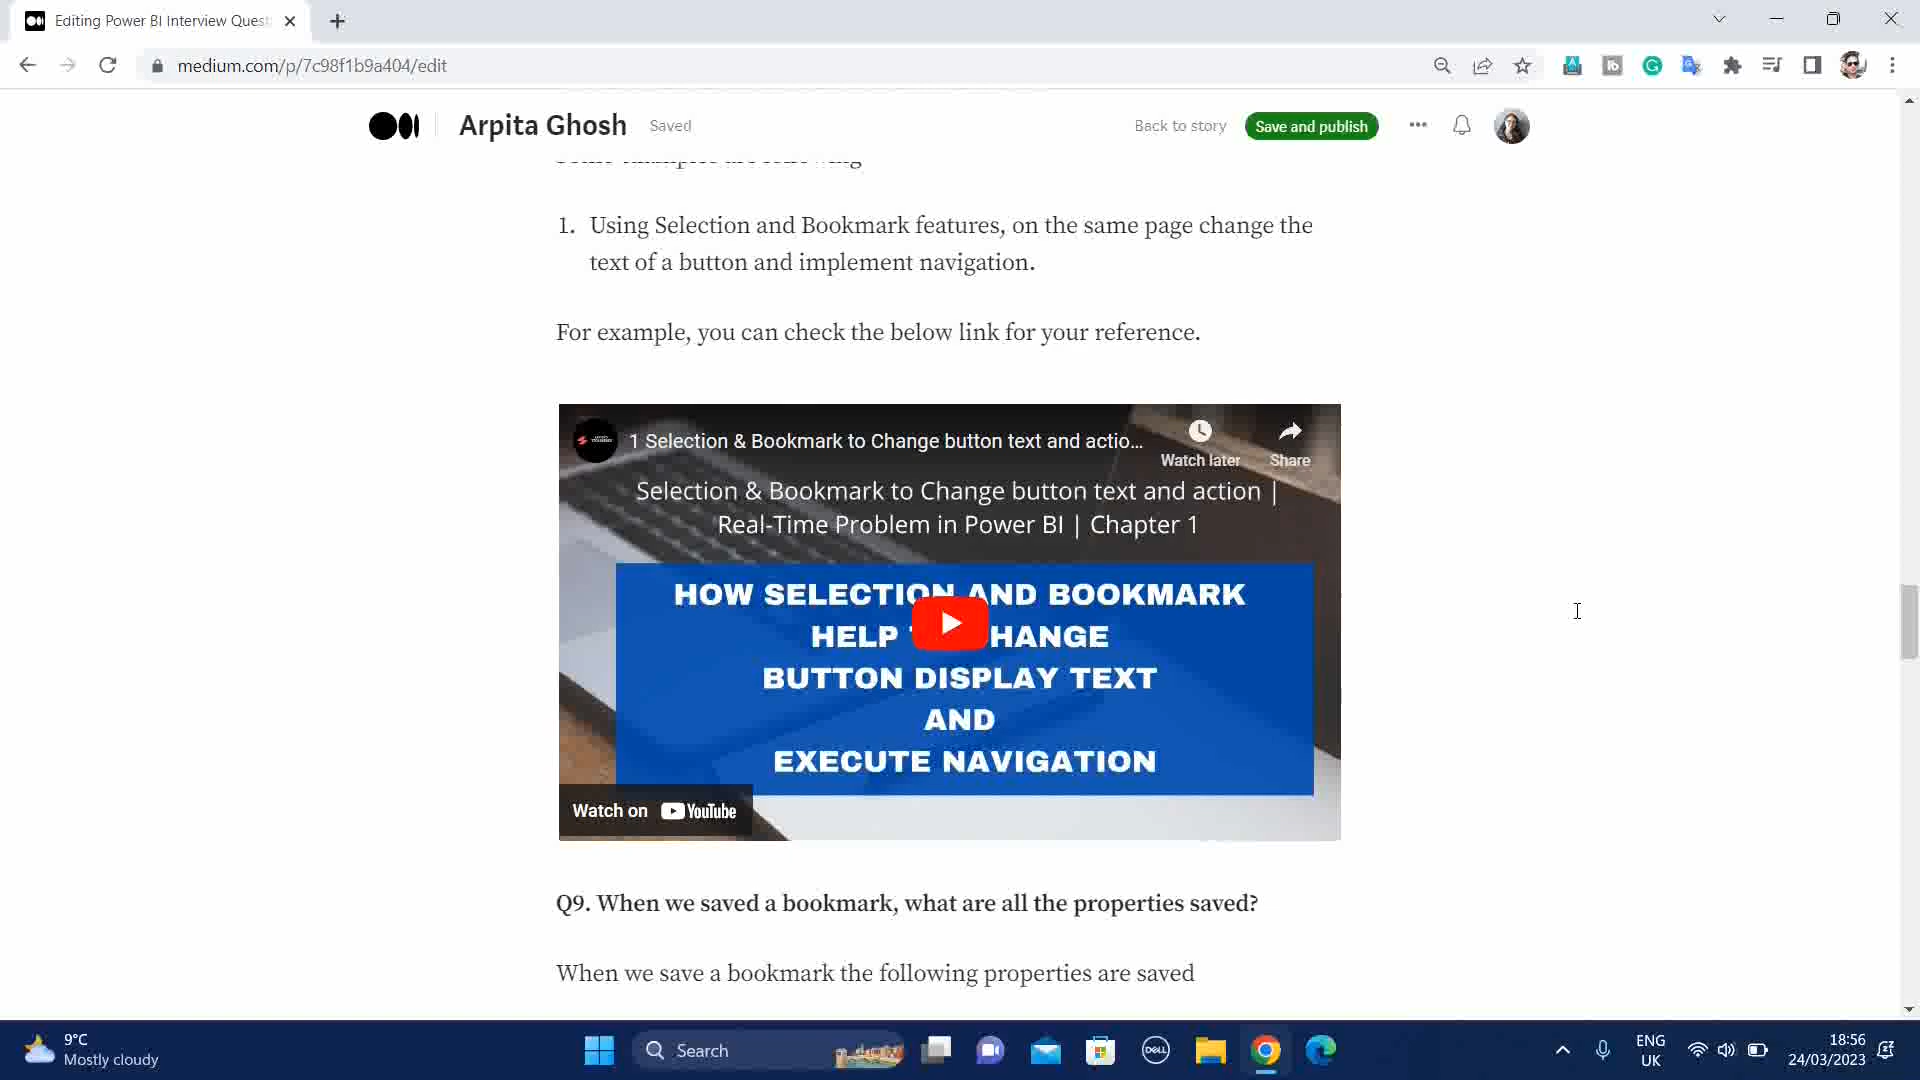 Editing Power BI Interview Quest
medium.com/p/7c98f1b9a404/edit
Arpita Ghosh
Saved
Back to story
Save and publish
Some examples are following
1. Using Selection and Bookmark features, on the same page change the
text of a button and implement navigation.
For example, you can check the below link for your reference.
1 Selection & Bookmark to Change button text and actio...
Watch later
Share
Selection & Bookmark to Change button text and action |
Real-Time Problem in Power BI | Chapter 1
HOW SELECTION AND BOOKMARK
HELP CHANGE
BUTTON DISPLAY TEXT
AND
EXECUTE NAVIGATION
Watch on YouTube
Q9. When we saved a bookmark, what are all the properties saved?
When we save a bookmark the following properties are saved
9°C
Mostly cloudy
Search
DELL
ENG
UK
18:56
24/03/2023